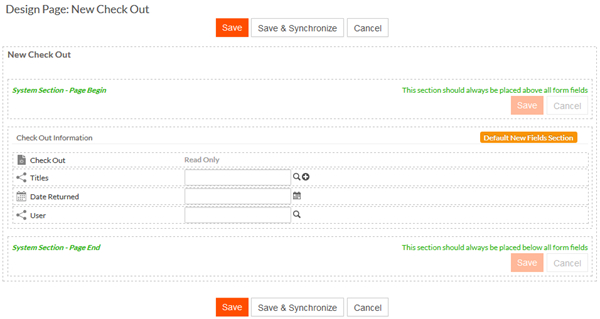 Design Page: New Check Out
Save Save & Synchronize Cancel
New Check Out
System Section - Page Begin This section should always be placed above all form fields
Save Cancel
Check Out Information Default New Fields Section
Check Out Read Only
Titles
Date Returned
User
System Section - Page End This section should always be placed below all form fields
Save Cancel
Save Save & Synchronize Cancel